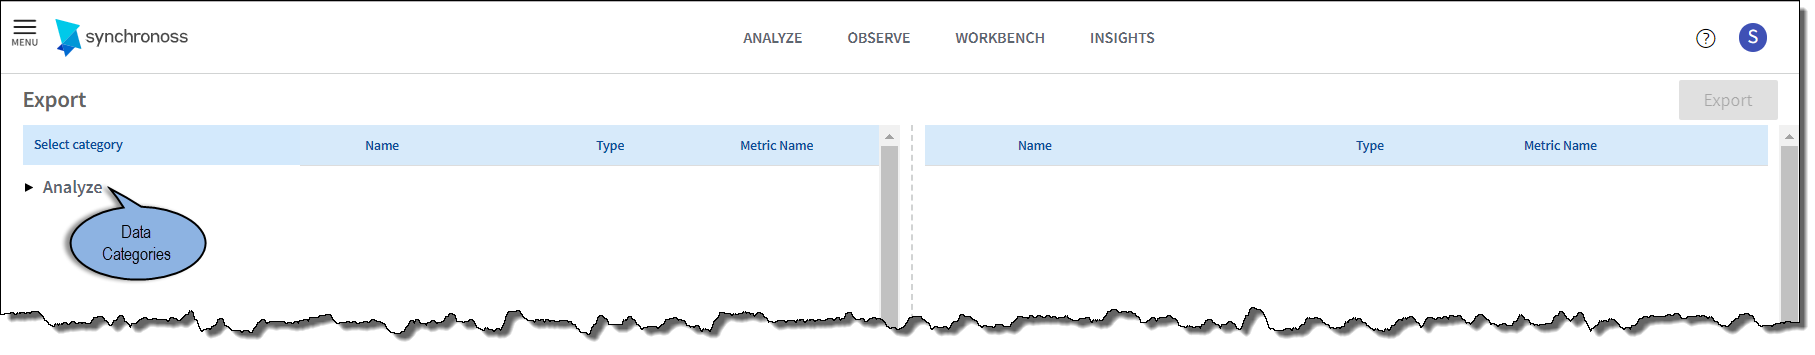 MENU
synchronoss
ANALYZE OBSERVE WORKBENCH INSIGHTS
?
S
Export
Export
Select category Name Type Metric Name
Name Type Metric Name
Analyze
Data
Categories